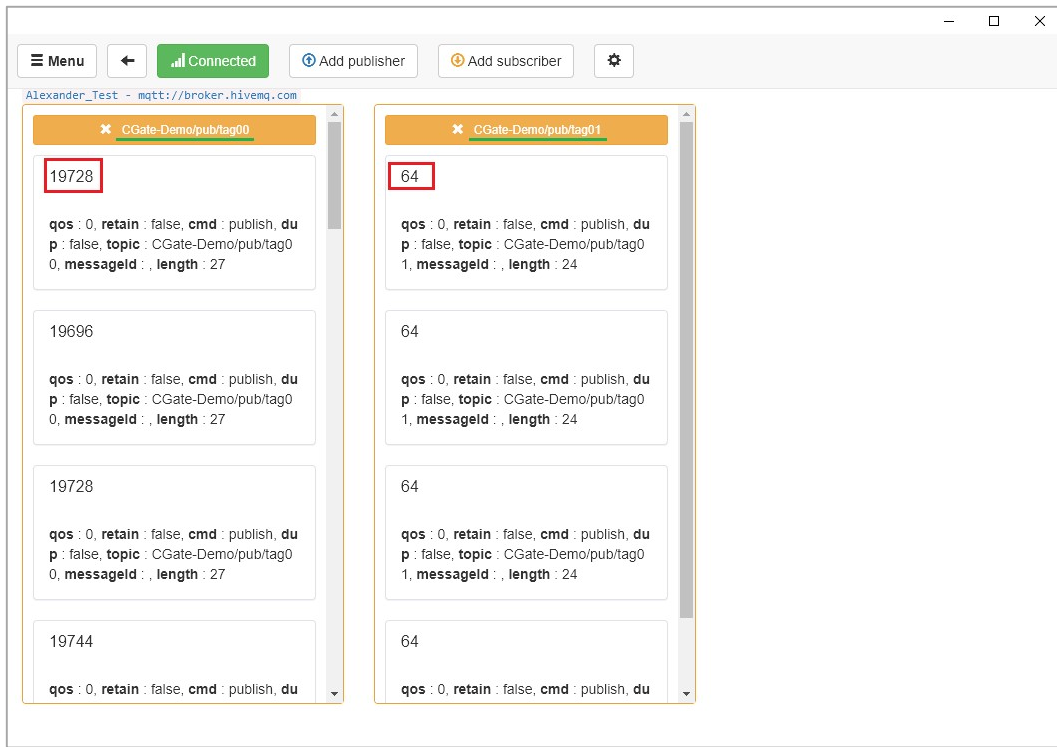 Menu
Connected
Add publisher
Add subscriber
Alexander_Test - mqtt://broker.hivemq.com
CGate-Demo/pub/tag00
19728
qos : 0, retain : false, cmd : publish, du
p : false, topic : CGate-Demo/pub/tag0
0, messageId : , length : 27
19696
qos : 0, retain : false, cmd : publish, du
p : false, topic : CGate-Demo/pub/tag0
0, messageId : , length : 27
19728
qos : 0, retain : false, cmd : publish, du
p : false, topic : CGate-Demo/pub/tag0
0, messageId : , length : 27
19744
qos : 0, retain : false, cmd : publish, du
CGate-Demo/pub/tag01
64
qos : 0, retain : false, cmd : publish, du
p : false, topic : CGate-Demo/pub/tag0
1, messageId : , length : 24
64
qos : 0, retain : false, cmd : publish, du
p : false, topic : CGate-Demo/pub/tag0
1, messageId : , length : 24
64
qos : 0, retain : false, cmd : publish, du
p : false, topic : CGate-Demo/pub/tag0
1, messageId : , length : 24
64
qos : 0, retain : false, cmd : publish, du